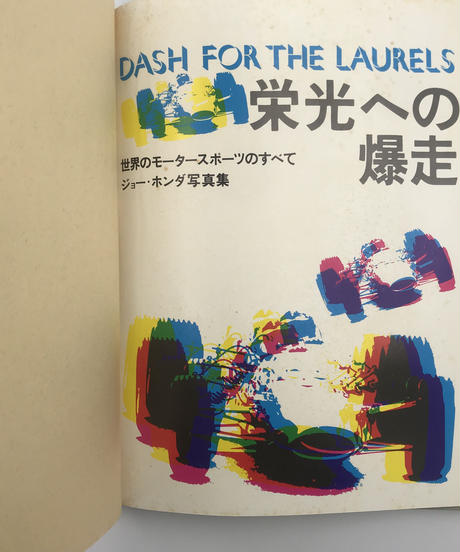 DASH FOR THE LAURELS
栄光への
爆走
世界のモータースポーツのすべて
ジョー・ホンダ写真集